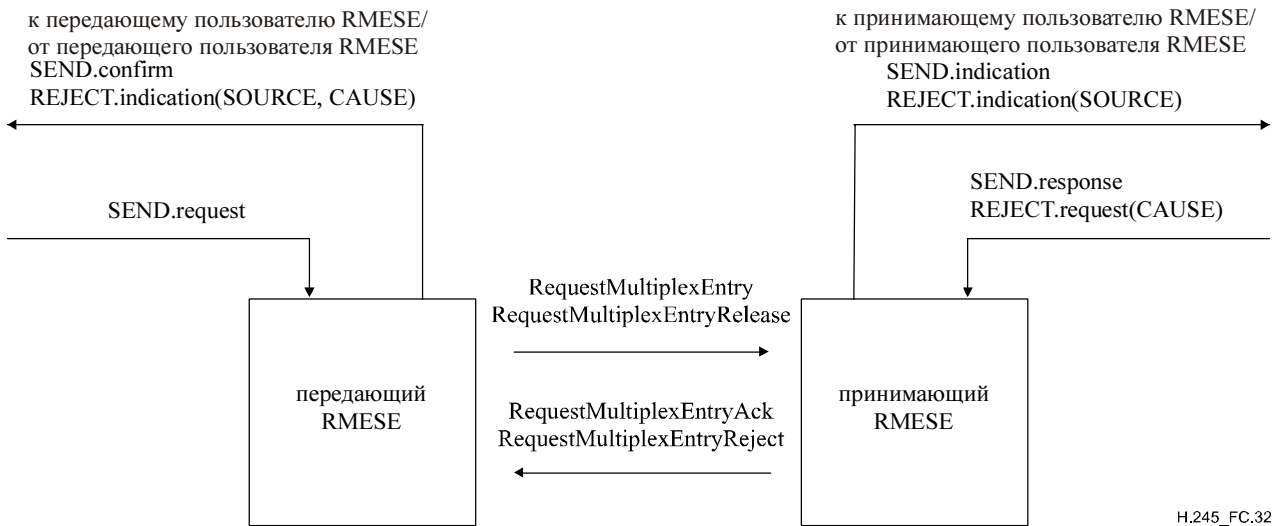 к передающему пользователю RMESE/
от передающего пользователя RMESE
SEND.confirm
REJECT.indication(SOURCE, CAUSE)
к принимающему пользователю RMESE/
от принимающего пользователя RMESE
SEND.indication
REJECT.indication(SOURCE)
SEND.request
SEND.response
REJECT.request(CAUSE)
RequestMultiplexEntry
RequestMultiplexEntryRelease
передающий
RMESE
RequestMultiplexEntryAck
RequestMultiplexEntryReject
принимающий
RMESE
H.245_FC.32